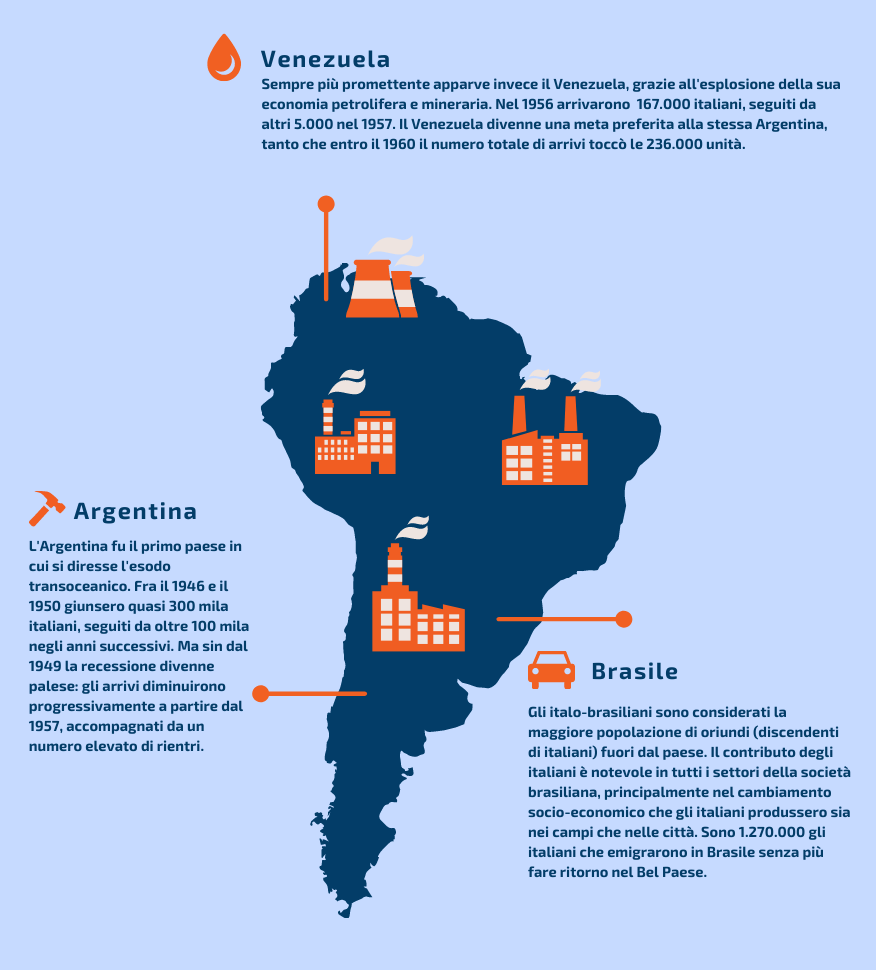 Venezuela
Sempre più promettente apparve invece il Venezuela, grazie all'esplosione della sua
economia petrolifera e mineraria. Nel 1956 arrivarono 167.000 italiani, seguiti da
altri 5.000 nel 1957. Il Venezuela divenne una meta preferita alla stessa Argentina,
tanto che entro il 1960 il numero totale di arrivi toccò le 236.000 unità.
Argentina
L'Argentina fu il primo paese in
cui si diresse l'esodo
transoceanico. Fra il 1946 e il
1950 giunsero quasi 300 mila
italiani, seguiti da oltre 100 mila
negli anni successivi. Ma sin dal
1949 la recessione divenne
palese: gli arrivi diminuirono
progressivamente a partire dal
1957, accompagnati da un
numero elevato di rientri.
Brasile
Gli italo-brasiliani sono considerati la
maggiore popolazione di oriundi (discendenti
di italiani) fuori dal paese. Il contributo degli
italiani è notevole in tutti i settori della società
brasiliana, principalmente nel cambiamento
socio-economico che gli italiani produssero sia
nei campi che nelle città. Sono 1.270.000 gli
italiani che emigrarono in Brasile senza più
fare ritorno nel Bel Paese.